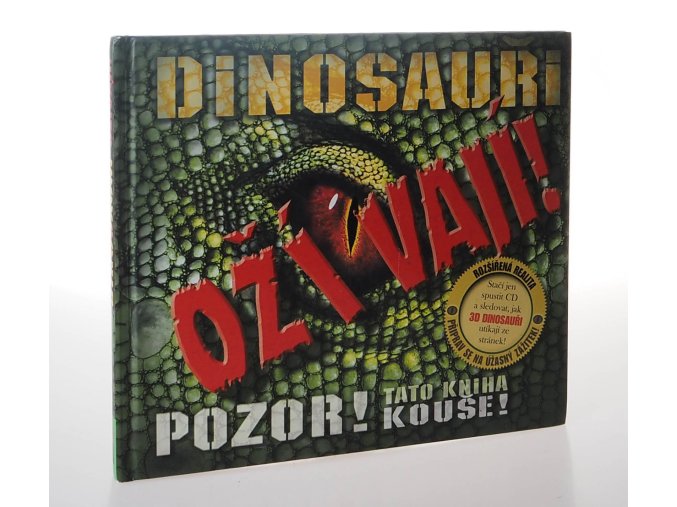 DINOSAUŘI
OŽÍVAJÍ!
ROZŠÍŘENÁ REALITA
Stačí jen
spustit CD
a sledovat, jak
3D DINOSAUŘI
utíkají ze
stránek!
PŘIPRAV SE NA ÚŽASNÝ ZÁŽITEK!
POZOR!
TATO KNIHA
KOUŠE!